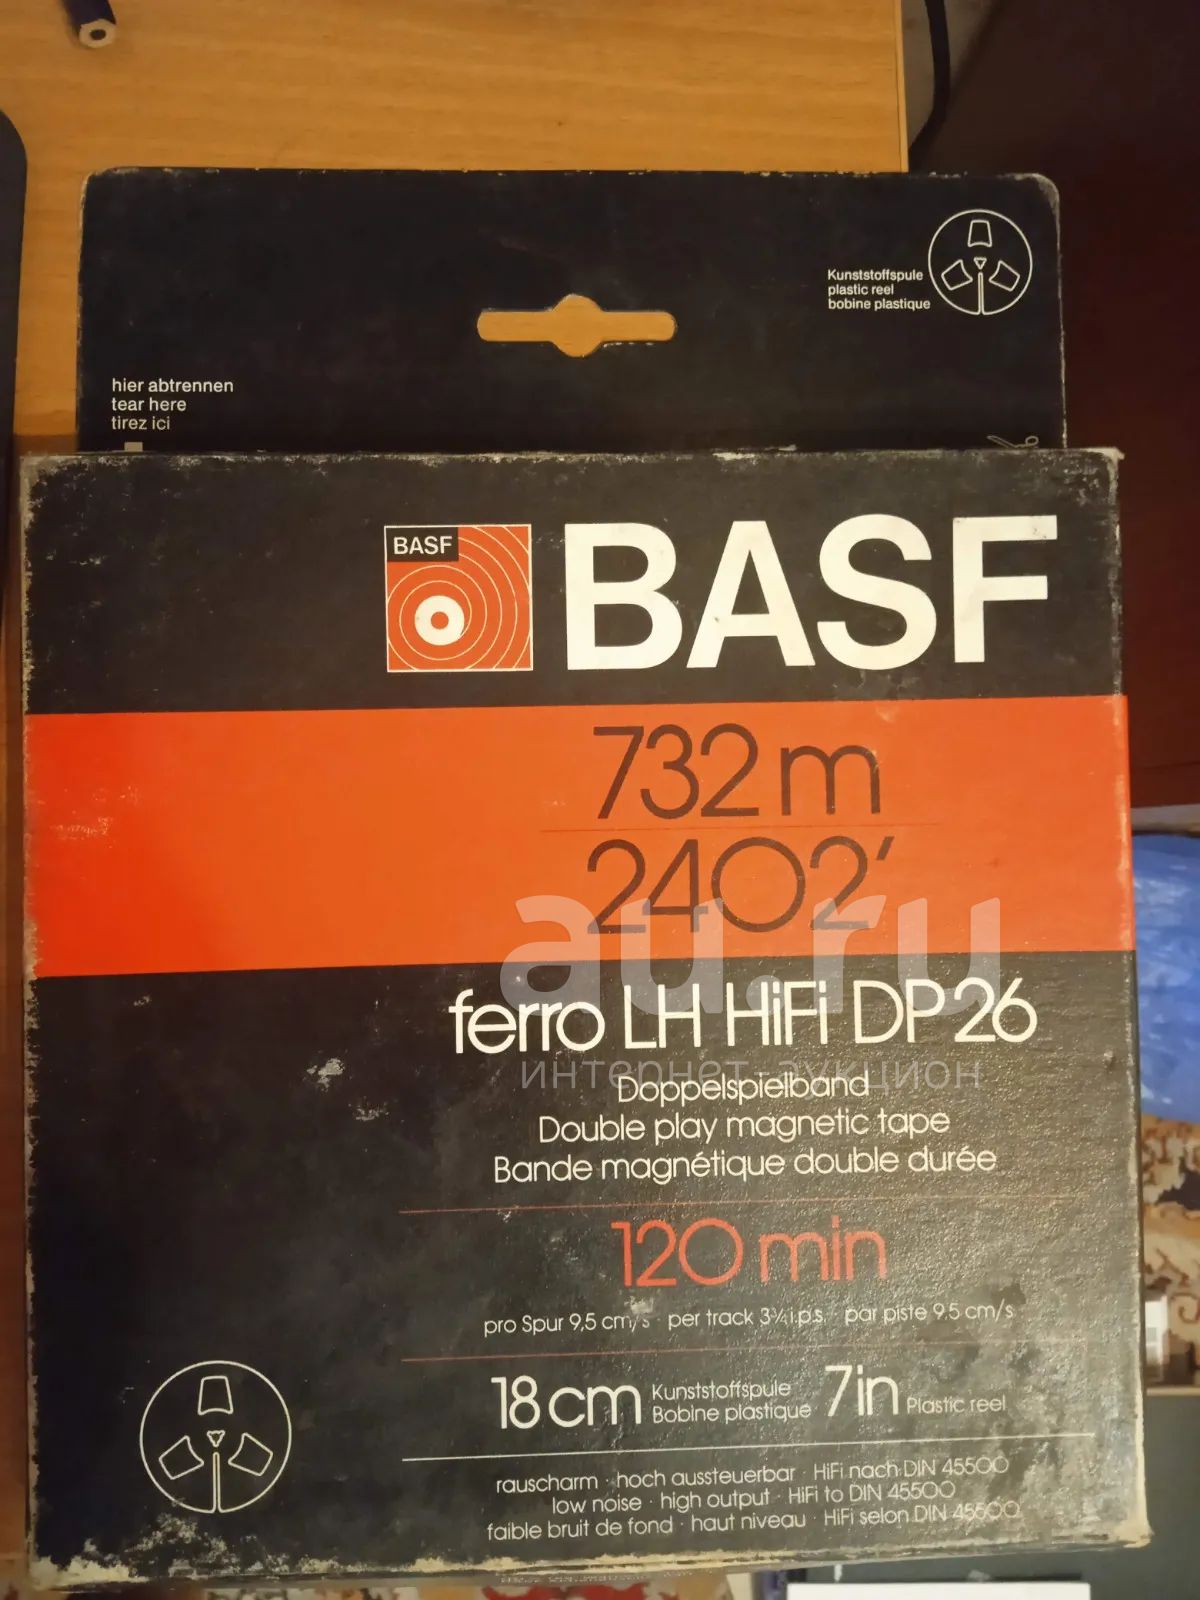 Kunststoffspule
plastic reel
bobine plastique
hier abtrennen
tear here
tirez ici
BASF
BASF
732 m
2402'
au.ru
ferro LH HiFi DP 26
интернет-аукцион
Doppelspielband
Double play magnetic tape
Bande magnétique double durée
120 min
pro Spur 9,5 cm/s · per track 3¾ i.p.s. · par piste 9.5 cm/s
18 cm Kunststoffspule Bobine plastique 7 in Plastic reel
rauscharm · hoch aussteuerbar · HiFi nach DIN 45500
low noise · high output · HiFi to DIN 45500
faible bruit de fond · haut niveau · HiFi selon DIN 45500